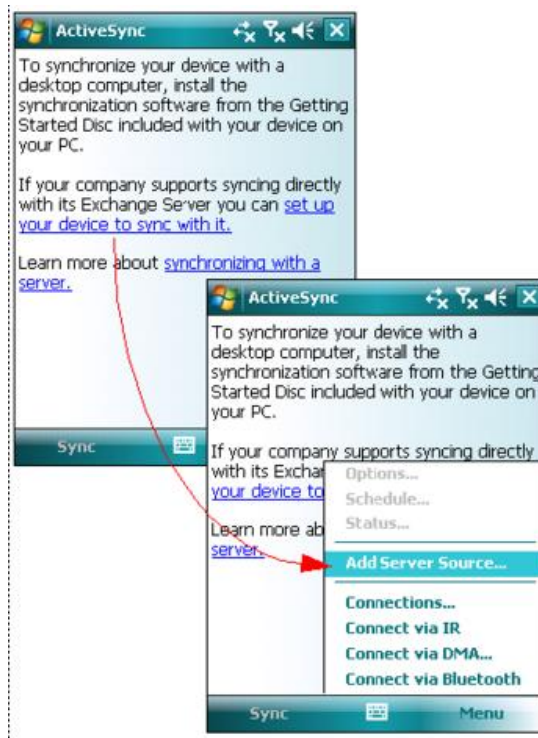 ActiveSync
To synchronize your device with a
desktop computer, install the
synchronization software from the Getting
Started Disc included with your device on
your PC.
If your company supports syncing directly
with its Exchange Server you can set up
your device to sync with it.
Learn more about synchronizing with a
server.
Sync
ActiveSync
To synchronize your device with a
desktop computer, install the
synchronization software from the Getting
Started Disc included with your device on
your PC.
If your company supports syncing directly
with its Exchan
your device to
Learn more ab
server.
Options...
Schedule...
Status...
Add Server Source...
Connections...
Connect via IR
Connect via DMA...
Connect via Bluetooth
Sync
Menu